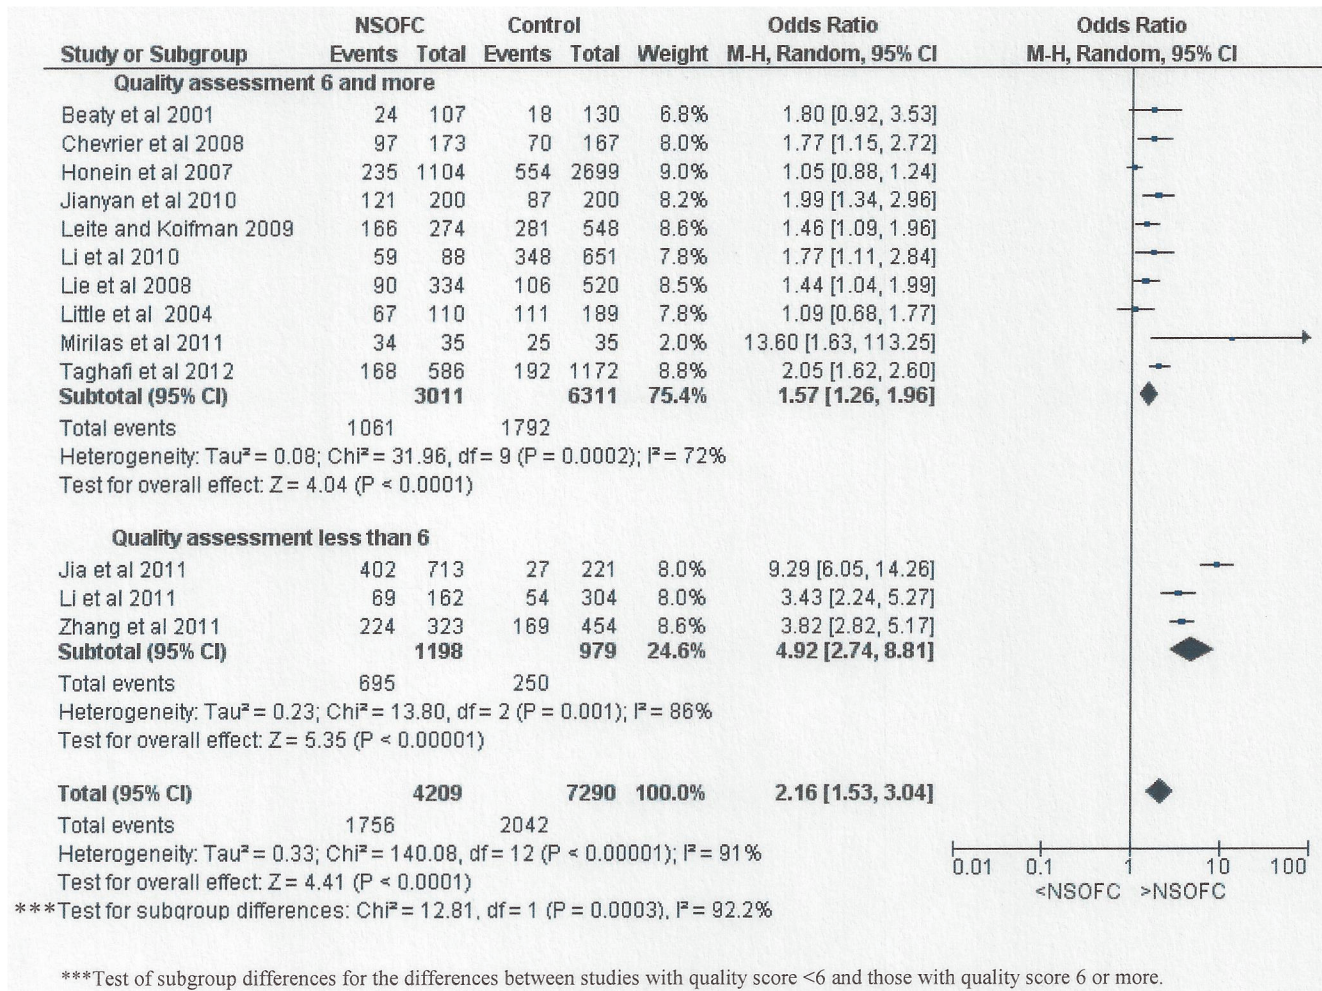 NSOFC Control Odds Ratio Odds Ratio
Study or Subgroup Events Total Events Total Weight M-H, Random, 95% CI M-H, Random, 95% CI
Quality assessment 6 and more
Beaty et al 2001 24 107 18 130 6.8% 1.80 [0.92, 3.53]
Chevrier et al 2008 97 173 70 167 8.0% 1.77 [1.15, 2.72]
Honein et al 2007 235 1104 554 2699 9.0% 1.05 [0.88, 1.24]
Jianyan et al 2010 121 200 87 200 8.2% 1.99 [1.34, 2.96]
Leite and Koifman 2009 166 274 281 548 8.6% 1.46 [1.09, 1.96]
Li et al 2010 59 88 348 651 7.8% 1.77 [1.11, 2.84]
Lie et al 2008 90 334 106 520 8.5% 1.44 [1.04, 1.99]
Little et al 2004 67 110 111 189 7.8% 1.09 [0.68, 1.77]
Mirilas et al 2011 34 35 25 35 2.0% 13.60 [1.63, 113.25]
Taghafi et al 2012 168 586 192 1172 8.8% 2.05 [1.62, 2.60]
Subtotal (95% CI) 3011 6311 75.4% 1.57 [1.26, 1.96]
Total events 1061 1792
Heterogeneity: Tau² = 0.08; Chi² = 31.96, df = 9 (P = 0.0002); I² = 72%
Test for overall effect: Z = 4.04 (P < 0.0001)
Quality assessment less than 6
Jia et al 2011 402 713 27 221 8.0% 9.29 [6.05, 14.26]
Li et al 2011 69 162 54 304 8.0% 3.43 [2.24, 5.27]
Zhang et al 2011 224 323 169 454 8.6% 3.82 [2.82, 5.17]
Subtotal (95% CI) 1198 979 24.6% 4.92 [2.74, 8.81]
Total events 695 250
Heterogeneity: Tau² = 0.23; Chi² = 13.80, df = 2 (P = 0.001); I² = 86%
Test for overall effect: Z = 5.35 (P < 0.00001)
Total (95% CI) 4209 7290 100.0% 2.16 [1.53, 3.04]
Total events 1756 2042
Heterogeneity: Tau² = 0.33; Chi² = 140.08, df = 12 (P < 0.00001); I² = 91%
Test for overall effect: Z = 4.41 (P < 0.0001)
***Test for subgroup differences: Chi² = 12.81, df = 1 (P = 0.0003), I² = 92.2%
0.01 0.1 1 10 100
<NSOFC >NSOFC
***Test of subgroup differences for the differences between studies with quality score <6 and those with quality score 6 or more.